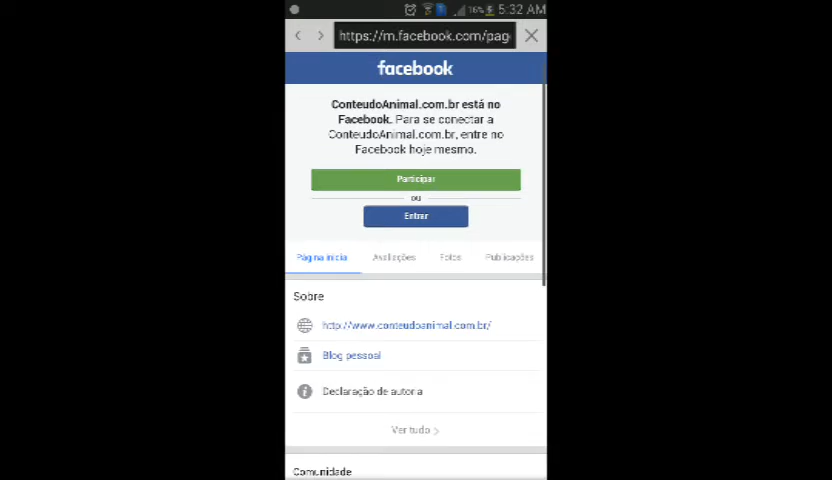 16% 5:32 AM
https://m.facebook.com/pag
facebook
ConteudoAnimal.com.br está no
Facebook. Para se conectar a
ConteudoAnimal.com.br, entre no
Facebook hoje mesmo.
Participar
ou
Entrar
Página inicia Avaliações Fotos Publicações
Sobre
http://www.conteudoanimal.com.br/
Blog pessoal
Declaração de autoria
Ver tudo
Comunidade